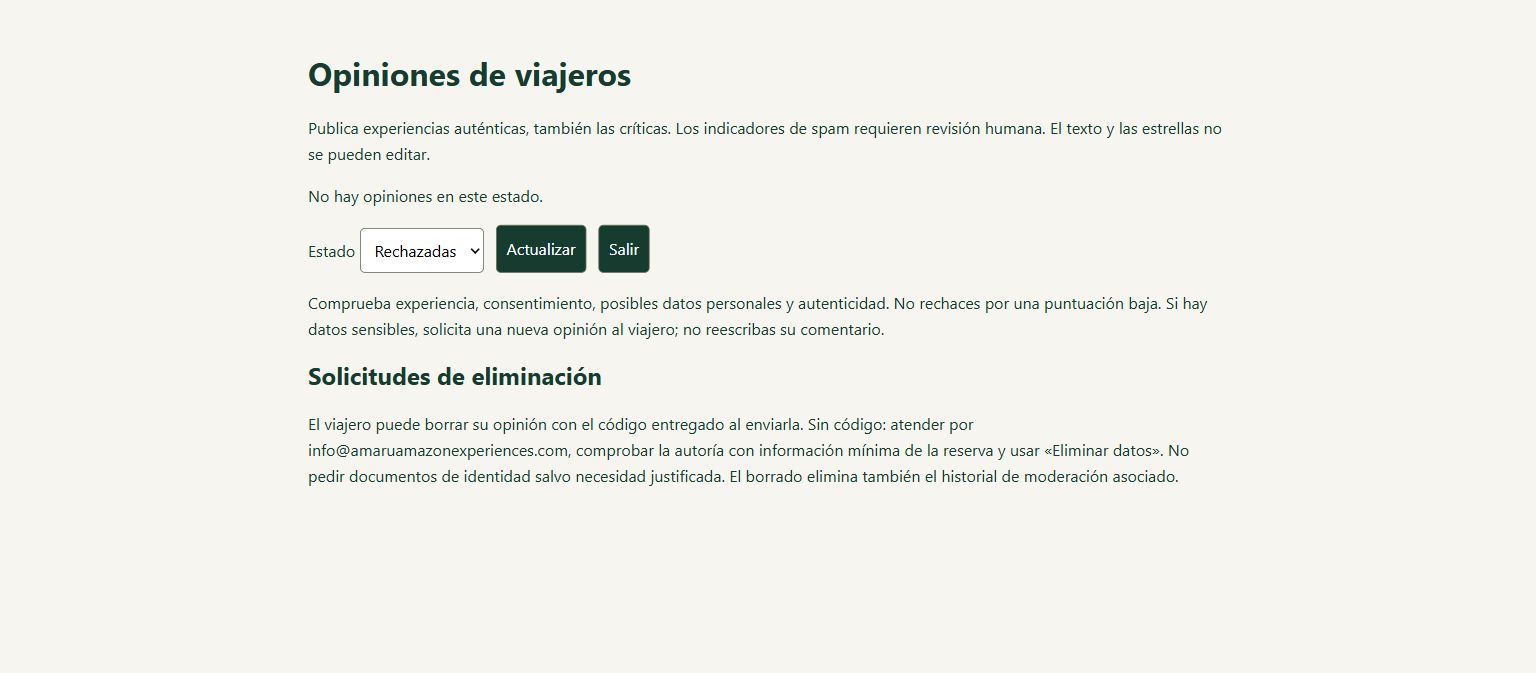 Opiniones de viajeros
Publica experiencias auténticas, también las críticas. Los indicadores de spam requieren revisión humana. El texto y las estrellas no
se pueden editar.
No hay opiniones en este estado.
Estado Rechazadas Actualizar Salir
Comprueba experiencia, consentimiento, posibles datos personales y autenticidad. No rechaces por una puntuación baja. Si hay
datos sensibles, solicita una nueva opinión al viajero; no reescribas su comentario.
Solicitudes de eliminación
El viajero puede borrar su opinión con el código entregado al enviarla. Sin código: atender por
info@amaruamazonexperiences.com, comprobar la autoría con información mínima de la reserva y usar «Eliminar datos». No
pedir documentos de identidad salvo necesidad justificada. El borrado elimina también el historial de moderación asociado.